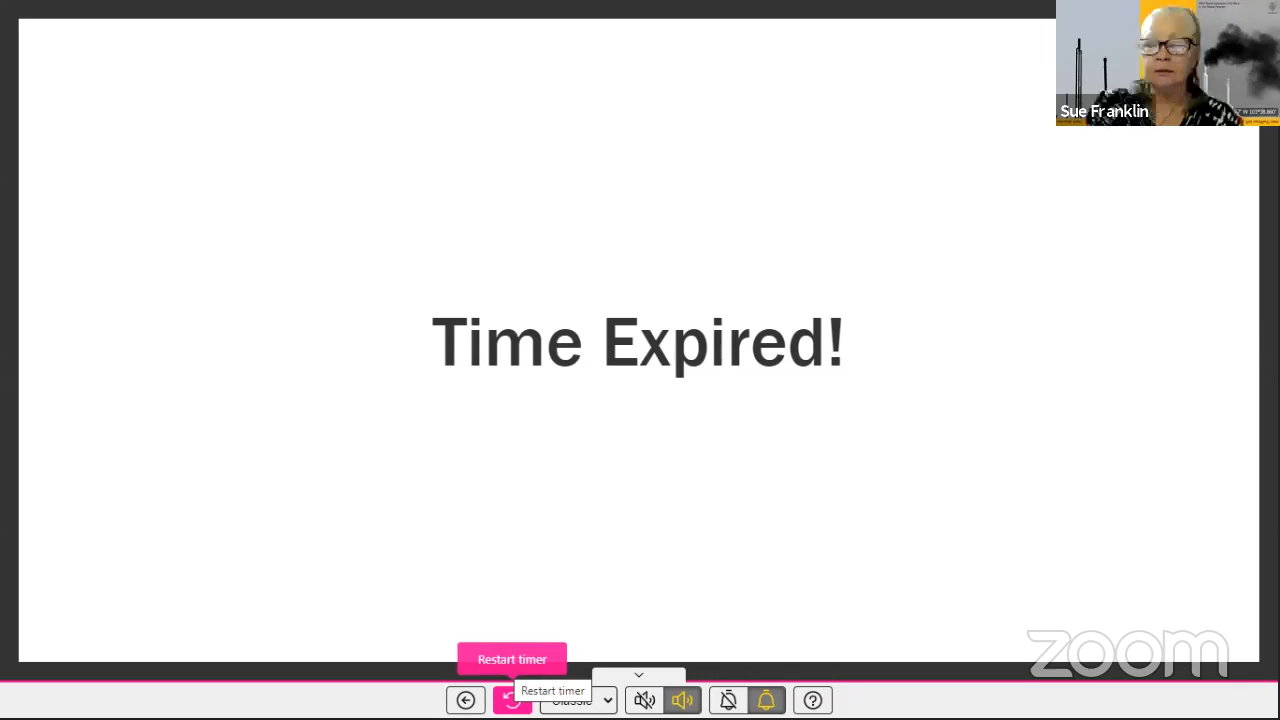 Sue Franklin
Time Expired!
zoom
Restart timer
Restart timer
Classic